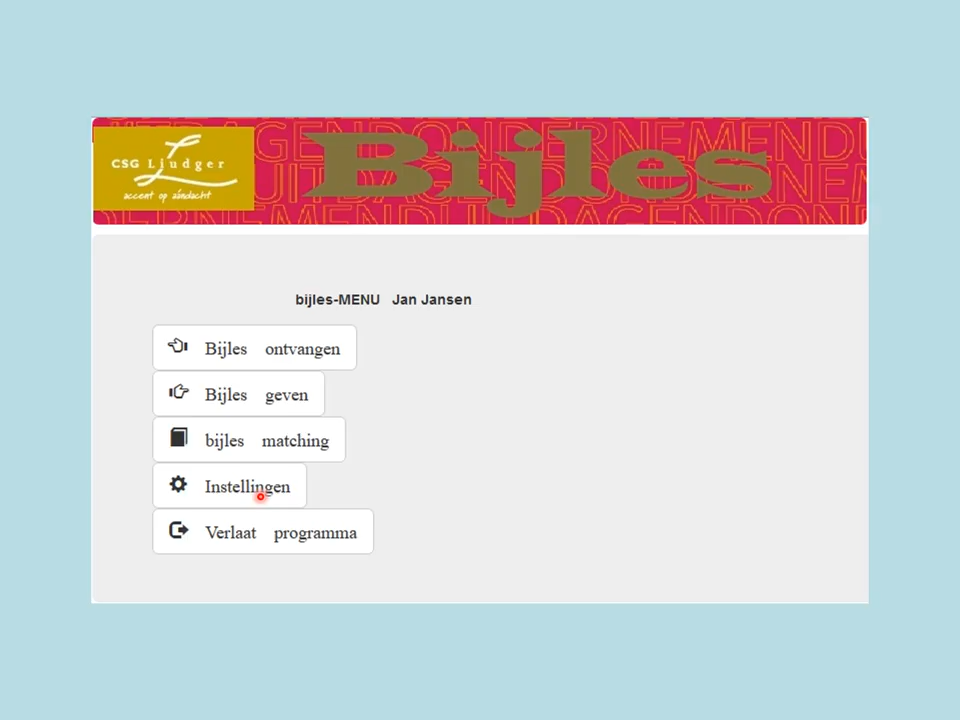 CSG Liudger
accent op aandacht
Bijles
bijles-MENU Jan Jansen
Bijles ontvangen
Bijles geven
bijles matching
Instellingen
Verlaat programma